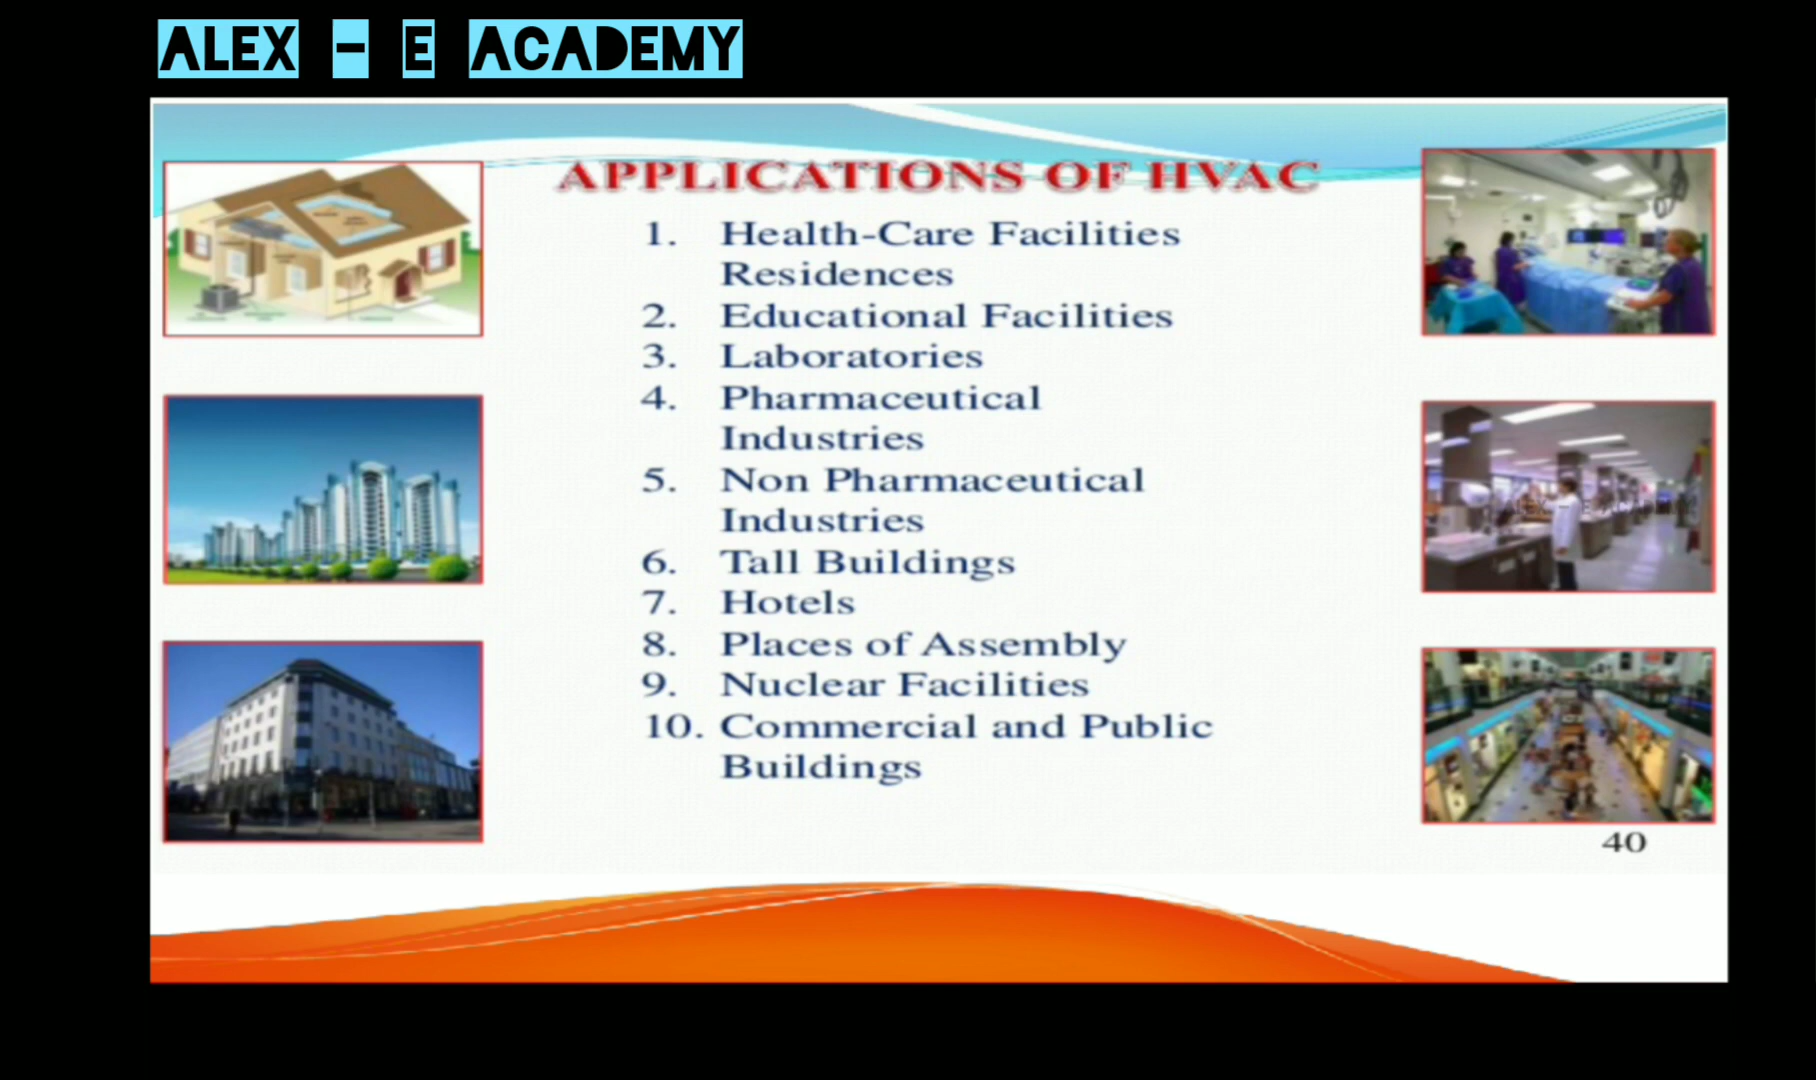 ALEX - E ACADEMY
APPLICATIONS OF HVAC
1. Health-Care Facilities
Residences
2. Educational Facilities
3. Laboratories
4. Pharmaceutical
Industries
5. Non Pharmaceutical
Industries
6. Tall Buildings
7. Hotels
8. Places of Assembly
9. Nuclear Facilities
10. Commercial and Public
Buildings
40